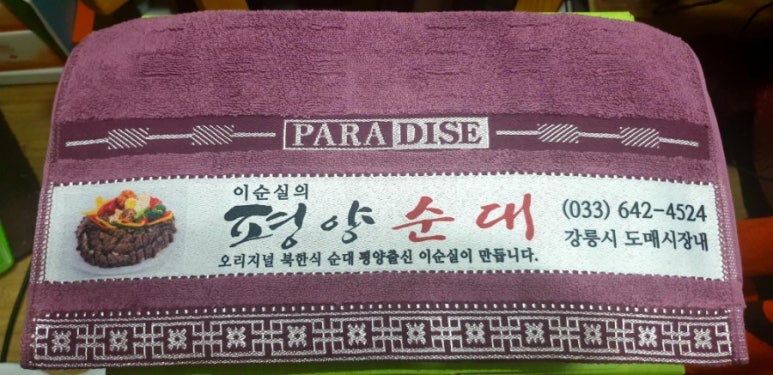 PARADISE
이순실의
평양 순대
(033) 642-4524
강릉시 도매시장내
오리지널 북한식 순대 평양출신 이순실이 만듭니다.